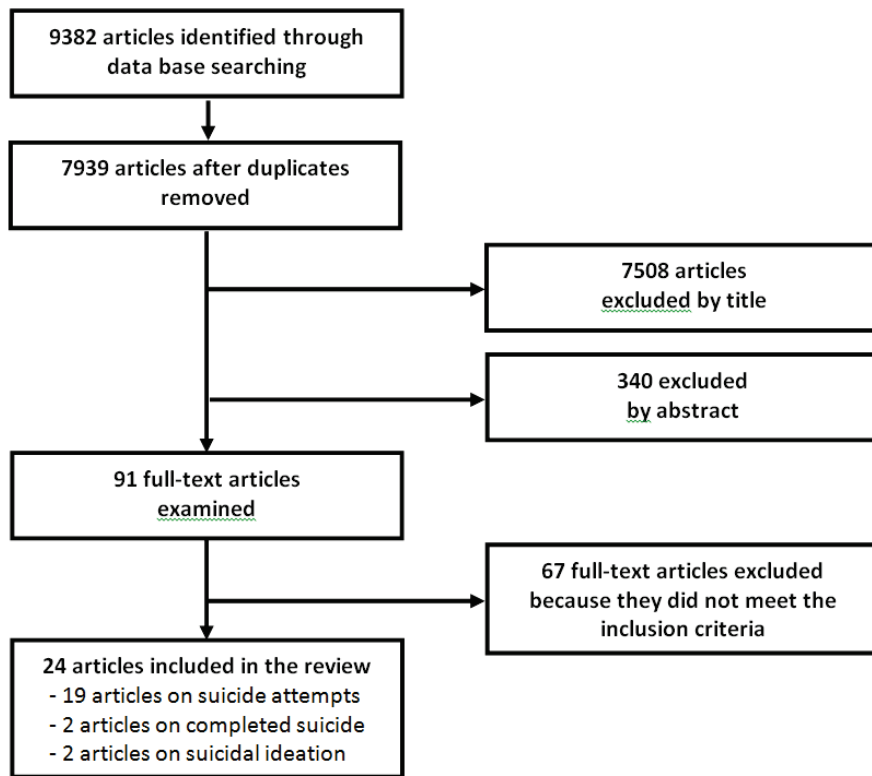 9382 articles identified through
data base searching
7939 articles after duplicates
removed
7508 articles
excluded by title
340 excluded
by abstract
91 full-text articles
examined
67 full-text articles excluded
because they did not meet the
inclusion criteria
24 articles included in the review
- 19 articles on suicide attempts
- 2 articles on completed suicide
- 2 articles on suicidal ideation